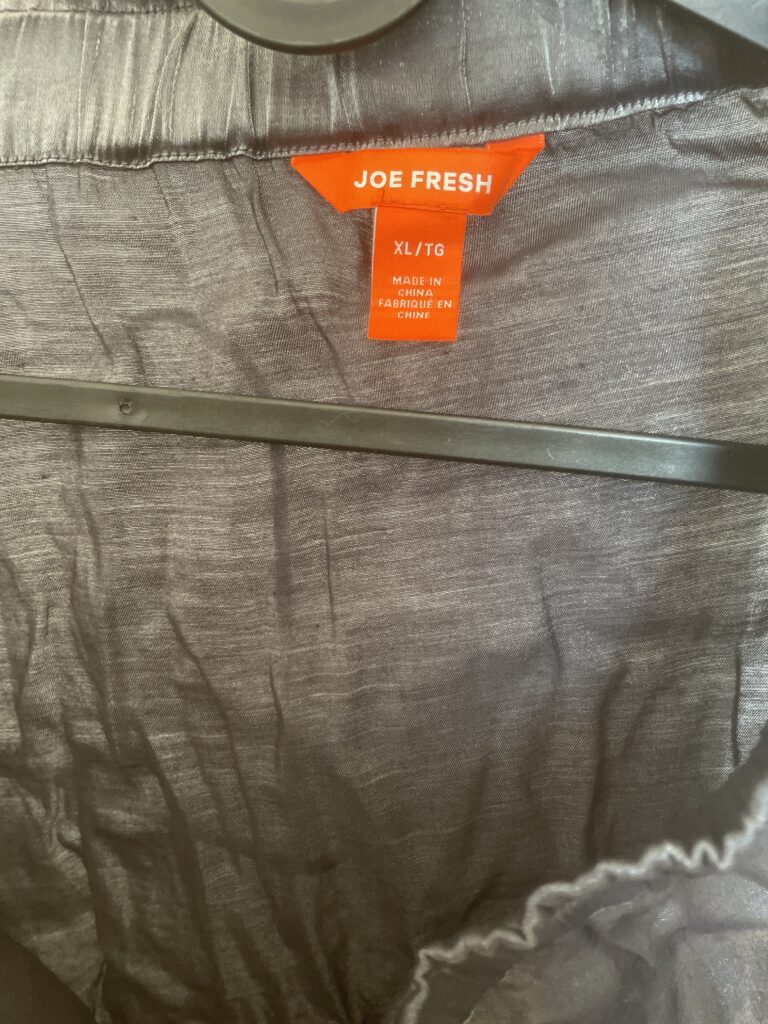 JOE FRESH
XL/TG
MADE IN
CHINA
FABRIQUÉ EN
CHINE